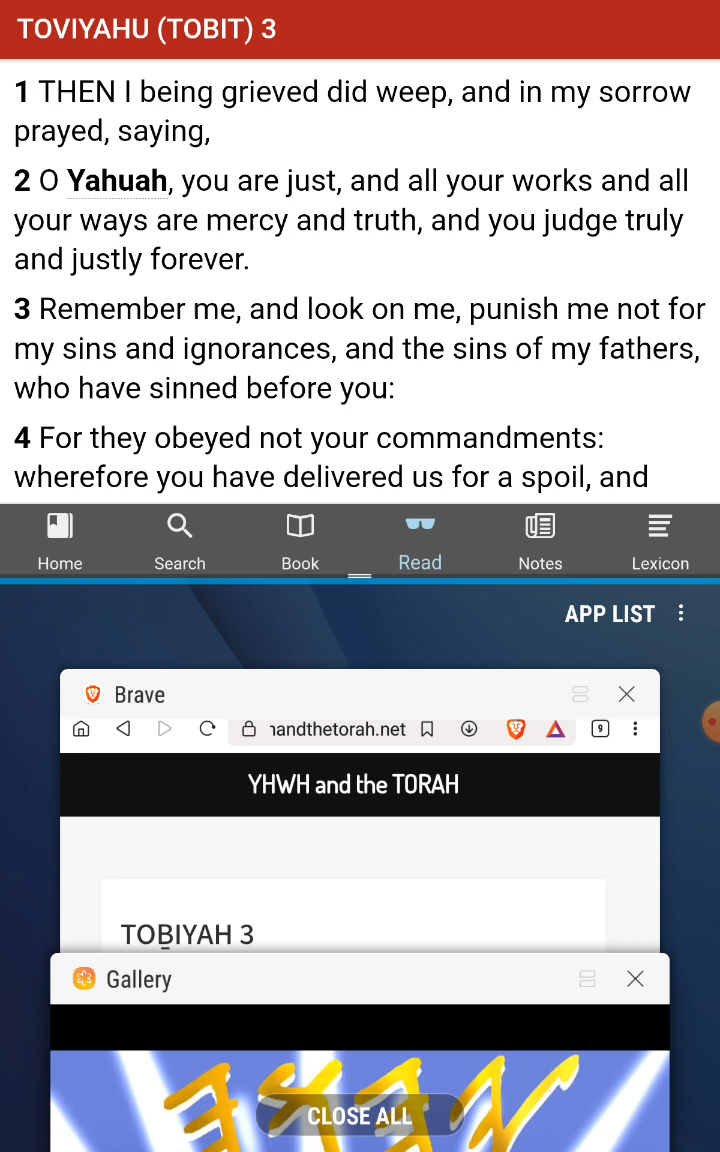 TOVIYAHU (TOBIT) 3
1 THEN I being grieved did weep, and in my sorrow
prayed, saying,
2 O Yahuah, you are just, and all your works and all
your ways are mercy and truth, and you judge truly
and justly forever.
3 Remember me, and look on me, punish me not for
my sins and ignorances, and the sins of my fathers,
who have sinned before you:
4 For they obeyed not your commandments:
wherefore you have delivered us for a spoil, and
Home Search Book Read Notes Lexicon
APP LIST
Brave
handthetorah.net 9
YHWH and the TORAH
TOḆIYAH 3
Gallery
𐤉𐤄𐤅𐤄
CLOSE ALL